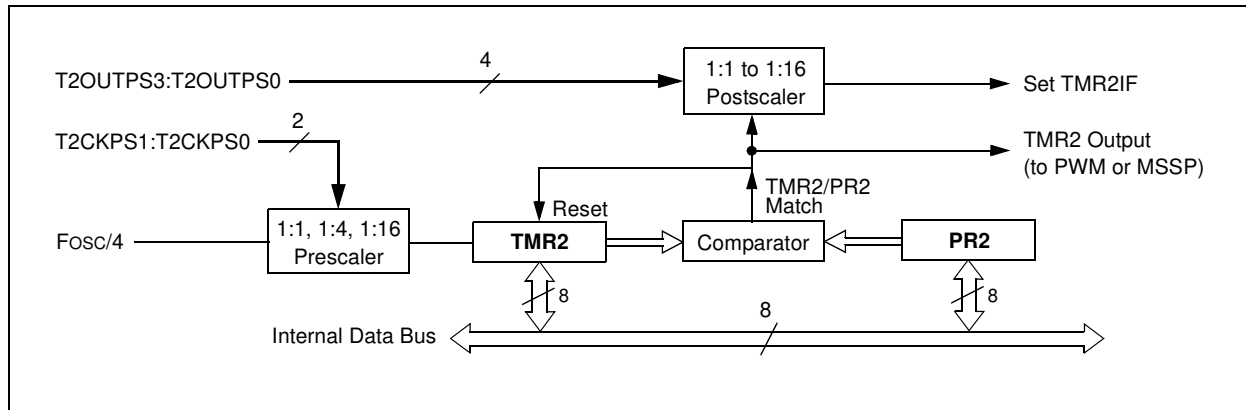 T2OUTPS3:T2OUTPS0
4
1:1 to 1:16
Postscaler
Set TMR2IF
T2CKPS1:T2CKPS0
2
TMR2 Output
(to PWM or MSSP)
TMR2/PR2
Match
Reset
FOSC/4
1:1, 1:4, 1:16
Prescaler
TMR2
Comparator
PR2
8
8
Internal Data Bus
8